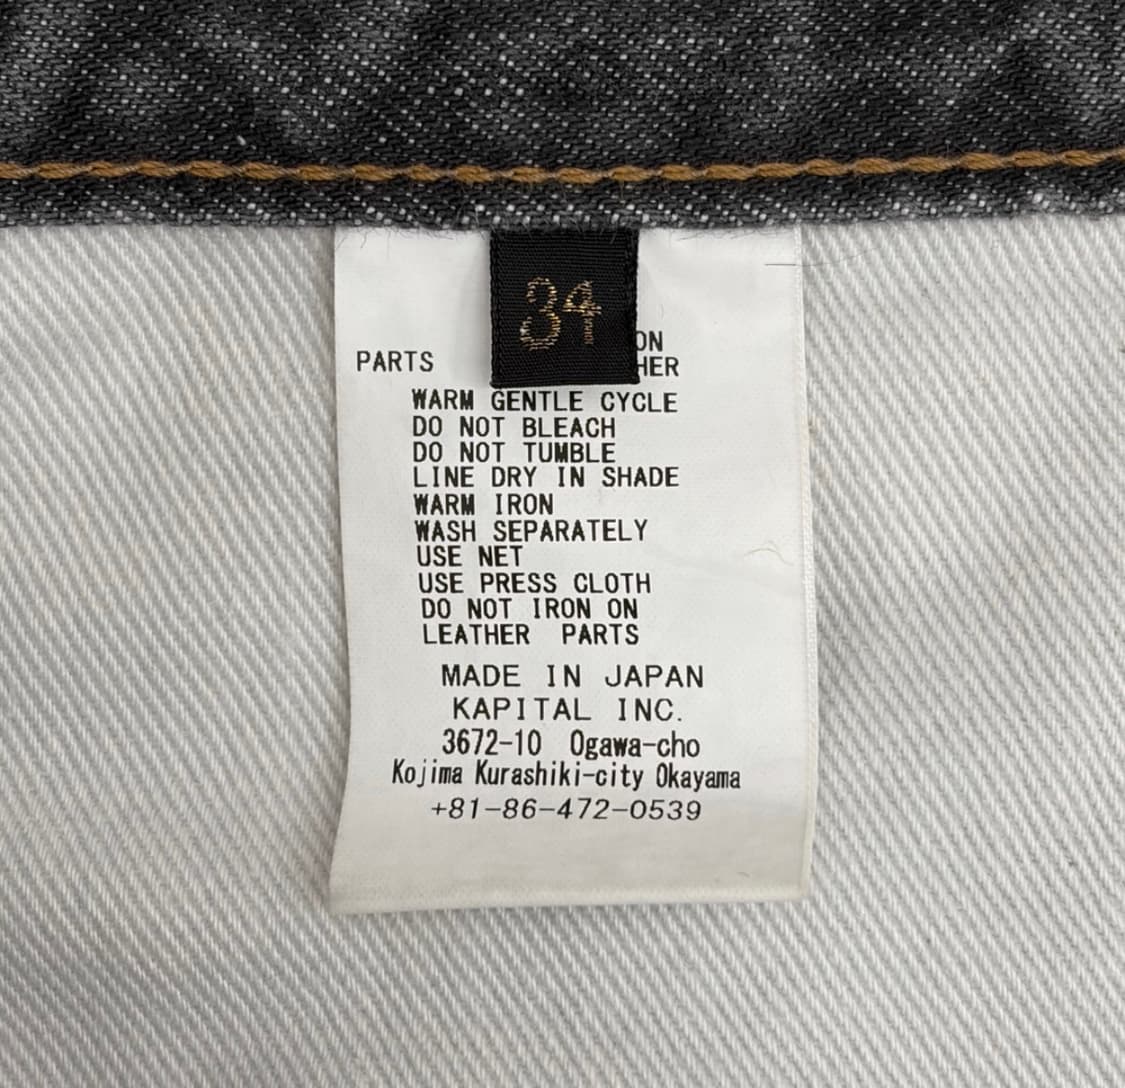 34
ON
PARTS HER
WARM GENTLE CYCLE
DO NOT BLEACH
DO NOT TUMBLE
LINE DRY IN SHADE
WARM IRON
WASH SEPARATELY
USE NET
USE PRESS CLOTH
DO NOT IRON ON
LEATHER PARTS
MADE IN JAPAN
KAPITAL INC.
3672-10 Ogawa-cho
Kojima Kurashiki-city Okayama
+81-86-472-0539